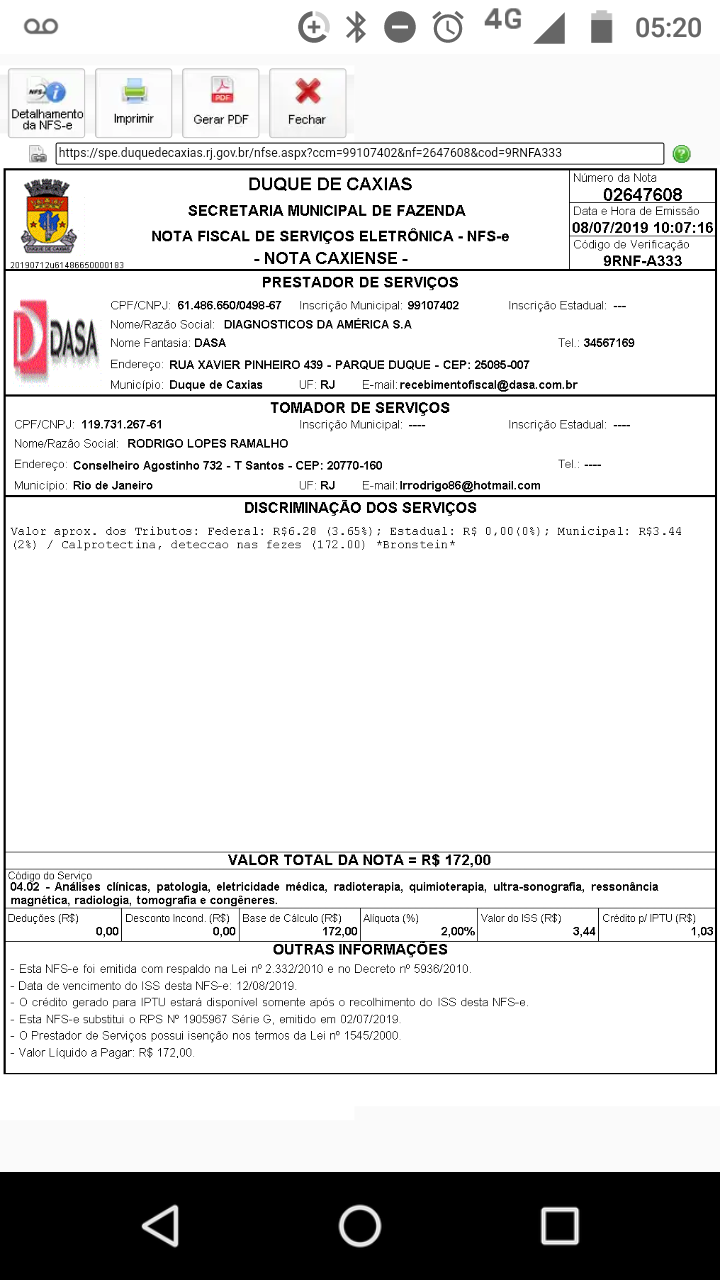 4G 05:20
NFS-e
Detalhamento
da NFS-e
Imprimir
PDF
Gerar PDF
Fechar
https://spe.duquedecaxias.rj.gov.br/nfse.aspx?ccm=99107402&nf=2647608&cod=9RNFA333
DUQUE DE CAXIAS
SECRETARIA MUNICIPAL DE FAZENDA
NOTA FISCAL DE SERVIÇOS ELETRÔNICA - NFS-e
- NOTA CAXIENSE -
DUQUE DE CAXIAS
20190712u61486650000183
Número da Nota
02647608
Data e Hora de Emissão
08/07/2019 10:07:16
Código de Verificação
9RNF-A333
PRESTADOR DE SERVIÇOS
DASA
CPF/CNPJ: 61.486.650/0498-67 Inscrição Municipal: 99107402 Inscrição Estadual: ---
Nome/Razão Social: DIAGNOSTICOS DA AMÉRICA S.A
Nome Fantasia: DASA Tel.: 34567169
Endereço: RUA XAVIER PINHEIRO 439 - PARQUE DUQUE - CEP: 25085-007
Município: Duque de Caxias UF: RJ E-mail: recebimentofiscal@dasa.com.br
TOMADOR DE SERVIÇOS
CPF/CNPJ: 119.731.267-61 Inscrição Municipal: ---- Inscrição Estadual: ----
Nome/Razão Social: RODRIGO LOPES RAMALHO
Endereço: Conselheiro Agostinho 732 - T Santos - CEP: 20770-160 Tel.: ----
Município: Rio de Janeiro UF: RJ E-mail: lrrodrigo86@hotmail.com
DISCRIMINAÇÃO DOS SERVIÇOS
Valor aprox. dos Tributos: Federal: R$6.28 (3.65%); Estadual: R$ 0,00(0%); Municipal: R$3.44
(2%) / Calprotectina, deteccao nas fezes (172.00) *Bronstein*
VALOR TOTAL DA NOTA = R$ 172,00
Código do Serviço
04.02 - Análises clínicas, patologia, eletricidade médica, radioterapia, quimioterapia, ultra-sonografia, ressonância
magnética, radiologia, tomografia e congêneres.
Deduções (R$) Desconto Incond. (R$) Base de Cálculo (R$) Alíquota (%) Valor do ISS (R$) Crédito p/ IPTU (R$)
0,00 0,00 172,00 2,00% 3,44 1,03
OUTRAS INFORMAÇÕES
- Esta NFS-e foi emitida com respaldo na Lei nº 2.332/2010 e no Decreto nº 5936/2010.
- Data de vencimento do ISS desta NFS-e: 12/08/2019.
- O crédito gerado para IPTU estará disponível somente após o recolhimento do ISS desta NFS-e.
- Esta NFS-e substitui o RPS Nº 1905967 Série G, emitido em 02/07/2019.
- O Prestador de Serviços possui isenção nos termos da Lei nº 1545/2000.
- Valor Líquido a Pagar: R$ 172,00.